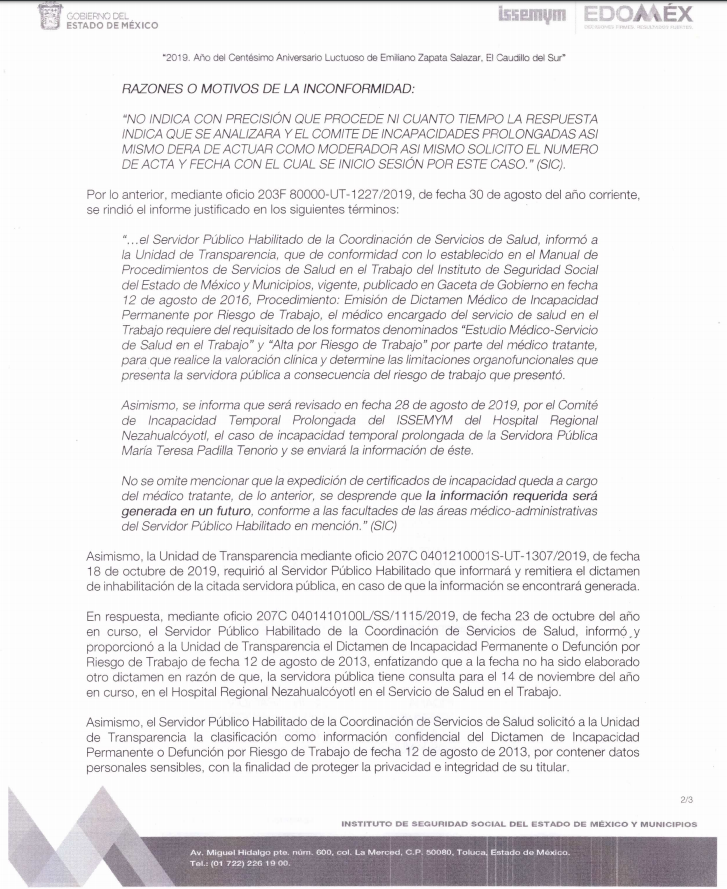 GOBIERNO DEL
ESTADO DE MÉXICO
issemym
EDOMÉX
DECISIONES FIRMES, RESULTADOS FUERTES.
"2019. Año del Centésimo Aniversario Luctuoso de Emiliano Zapata Salazar, El Caudillo del Sur"
RAZONES O MOTIVOS DE LA INCONFORMIDAD:
"NO INDICA CON PRECISIÓN QUE PROCEDE NI CUANTO TIEMPO LA RESPUESTA
INDICA QUE SE ANALIZARA Y EL COMITE DE INCAPACIDADES PROLONGADAS ASI
MISMO DERA DE ACTUAR COMO MODERADOR ASI MISMO SOLICITO EL NUMERO
DE ACTA Y FECHA CON EL CUAL SE INICIO SESIÓN POR ESTE CASO." (SIC).
Por lo anterior, mediante oficio 203F 80000-UT-1227/2019, de fecha 30 de agosto del año corriente,
se rindió el informe justificado en los siguientes términos:
"…el Servidor Público Habilitado de la Coordinación de Servicios de Salud, informó a
la Unidad de Transparencia, que de conformidad con lo establecido en el Manual de
Procedimientos de Servicios de Salud en el Trabajo del Instituto de Seguridad Social
del Estado de México y Municipios, vigente, publicado en Gaceta de Gobierno en fecha
12 de agosto de 2016, Procedimiento: Emisión de Dictamen Médico de Incapacidad
Permanente por Riesgo de Trabajo, el médico encargado del servicio de salud en el
Trabajo requiere del requisitado de los formatos denominados "Estudio Médico-Servicio
de Salud en el Trabajo" y "Alta por Riesgo de Trabajo" por parte del médico tratante,
para que realice la valoración clínica y determine las limitaciones organofuncionales que
presenta la servidora pública a consecuencia del riesgo de trabajo que presentó.
Asimismo, se informa que será revisado en fecha 28 de agosto de 2019, por el Comité
de Incapacidad Temporal Prolongada del ISSEMYM del Hospital Regional
Nezahualcóyotl, el caso de incapacidad temporal prolongada de la Servidora Pública
María Teresa Padilla Tenorio y se enviará la información de éste.
No se omite mencionar que la expedición de certificados de incapacidad queda a cargo
del médico tratante, de lo anterior, se desprende que la información requerida será
generada en un futuro, conforme a las facultades de las áreas médico-administrativas
del Servidor Público Habilitado en mención." (SIC)
Asimismo, la Unidad de Transparencia mediante oficio 207C 0401210001S-UT-1307/2019, de fecha
18 de octubre de 2019, requirió al Servidor Público Habilitado que informará y remitiera el dictamen
de inhabilitación de la citada servidora pública, en caso de que la información se encontrará generada.
En respuesta, mediante oficio 207C 0401410100L/SS/1115/2019, de fecha 23 de octubre del año
en curso, el Servidor Público Habilitado de la Coordinación de Servicios de Salud, informó y
proporcionó a la Unidad de Transparencia el Dictamen de Incapacidad Permanente o Defunción por
Riesgo de Trabajo de fecha 12 de agosto de 2013, enfatizando que a la fecha no ha sido elaborado
otro dictamen en razón de que, la servidora pública tiene consulta para el 14 de noviembre del año
en curso, en el Hospital Regional Nezahualcóyotl en el Servicio de Salud en el Trabajo.
Asimismo, el Servidor Público Habilitado de la Coordinación de Servicios de Salud solicitó a la Unidad
de Transparencia la clasificación como información confidencial del Dictamen de Incapacidad
Permanente o Defunción por Riesgo de Trabajo de fecha 12 de agosto de 2013, por contener datos
personales sensibles, con la finalidad de proteger la privacidad e integridad de su titular.
2/3
INSTITUTO DE SEGURIDAD SOCIAL DEL ESTADO DE MÉXICO Y MUNICIPIOS
Av. Miguel Hidalgo pte. núm. 600, col. La Merced, C.P. 50080, Toluca, Estado de México.
Tel.: (01 722) 226 19 00.